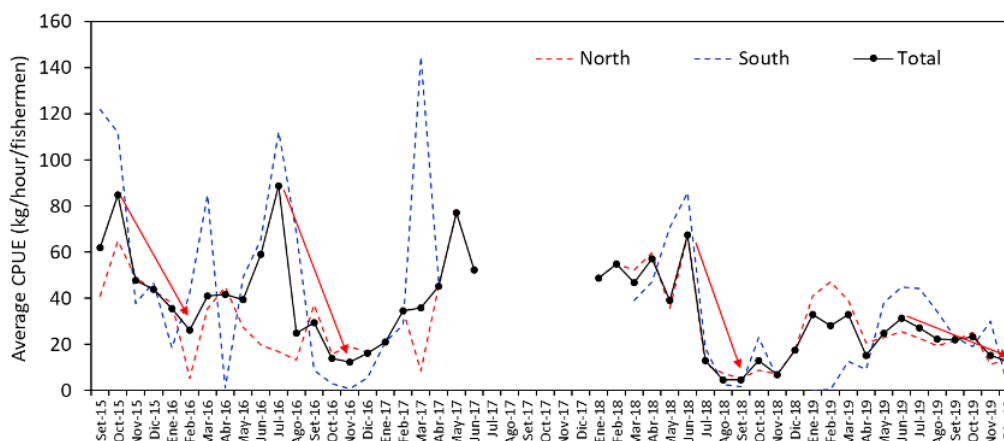 160
140
120
100
80
60
40
20
0
Average CPUE (kg/hour/fishermen)
North
South
Total
Set-15
Oct-15
Nov-15
Dic-15
Ene-16
Feb-16
Mar-16
Abr-16
May-16
Jun-16
Jul-16
Ago-16
Set-16
Oct-16
Nov-16
Dic-16
Ene-17
Feb-17
Mar-17
Abr-17
May-17
Jun-17
Jul-17
Ago-17
Set-17
Oct-17
Nov-17
Dic-17
Ene-18
Feb-18
Mar-18
Abr-18
May-18
Jun-18
Jul-18
Ago-18
Set-18
Oct-18
Nov-18
Dic-18
Ene-19
Feb-19
Mar-19
Abr-19
May-19
Jun-19
Jul-19
Ago-19
Set-19
Oct-19
Nov-19